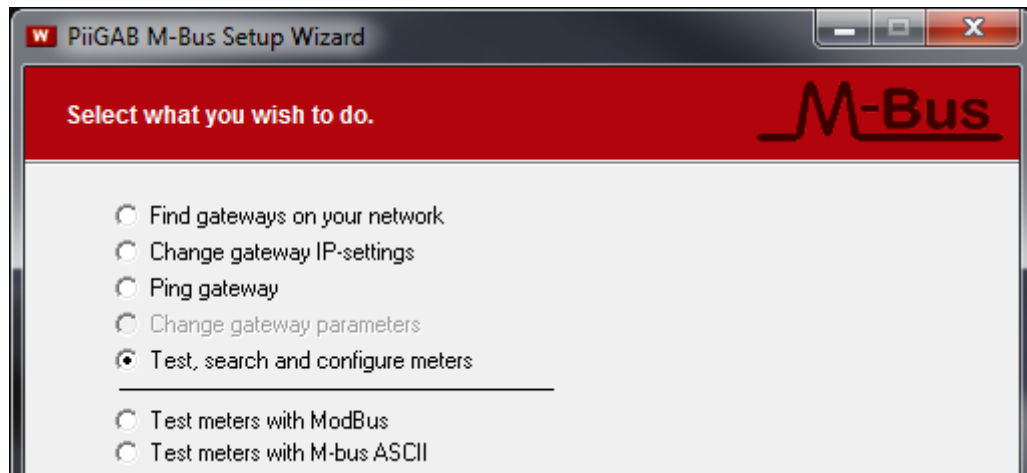 W PiiGAB M-Bus Setup Wizard
Select what you wish to do.
M-Bus
Find gateways on your network
Change gateway IP-settings
Ping gateway
Change gateway parameters
Test, search and configure meters
Test meters with ModBus
Test meters with M-bus ASCII